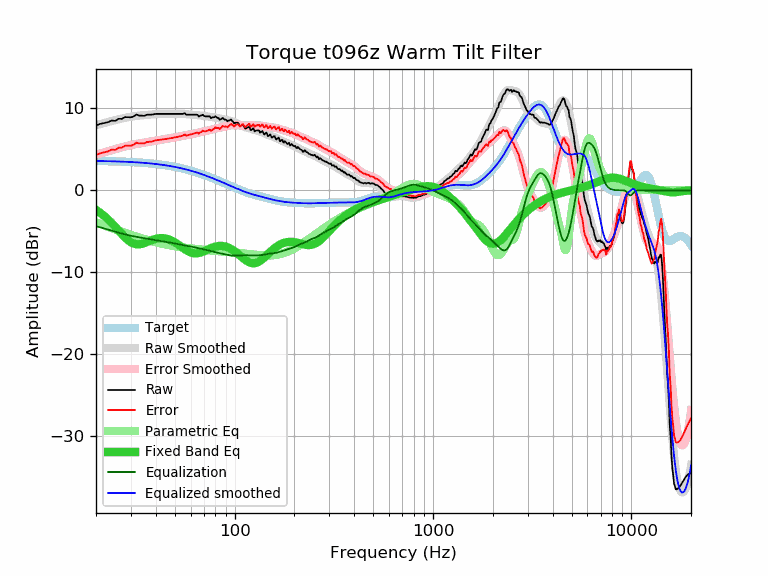 Torque t096z Warm Tilt Filter
Amplitude (dBr)
10
0
−10
−20
−30
Target
Raw Smoothed
Error Smoothed
Raw
Error
Parametric Eq
Fixed Band Eq
Equalization
Equalized smoothed
100
1000
10000
Frequency (Hz)